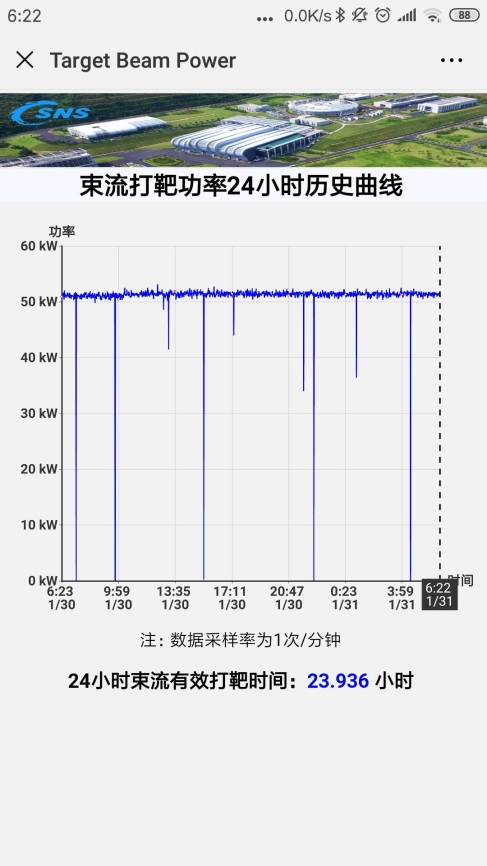 6:22 ... 0.0K/s 88
Target Beam Power ...
CSNS
束流打靶功率24小时历史曲线
功率
60 kW
50 kW
40 kW
30 kW
20 kW
10 kW
0 kW
时间
6:23 9:59 13:35 17:11 20:47 0:23 3:59 6:22
1/30 1/30 1/30 1/30 1/30 1/31 1/31 1/31
注：数据采样率为1次/分钟
24小时束流有效打靶时间：23.936 小时